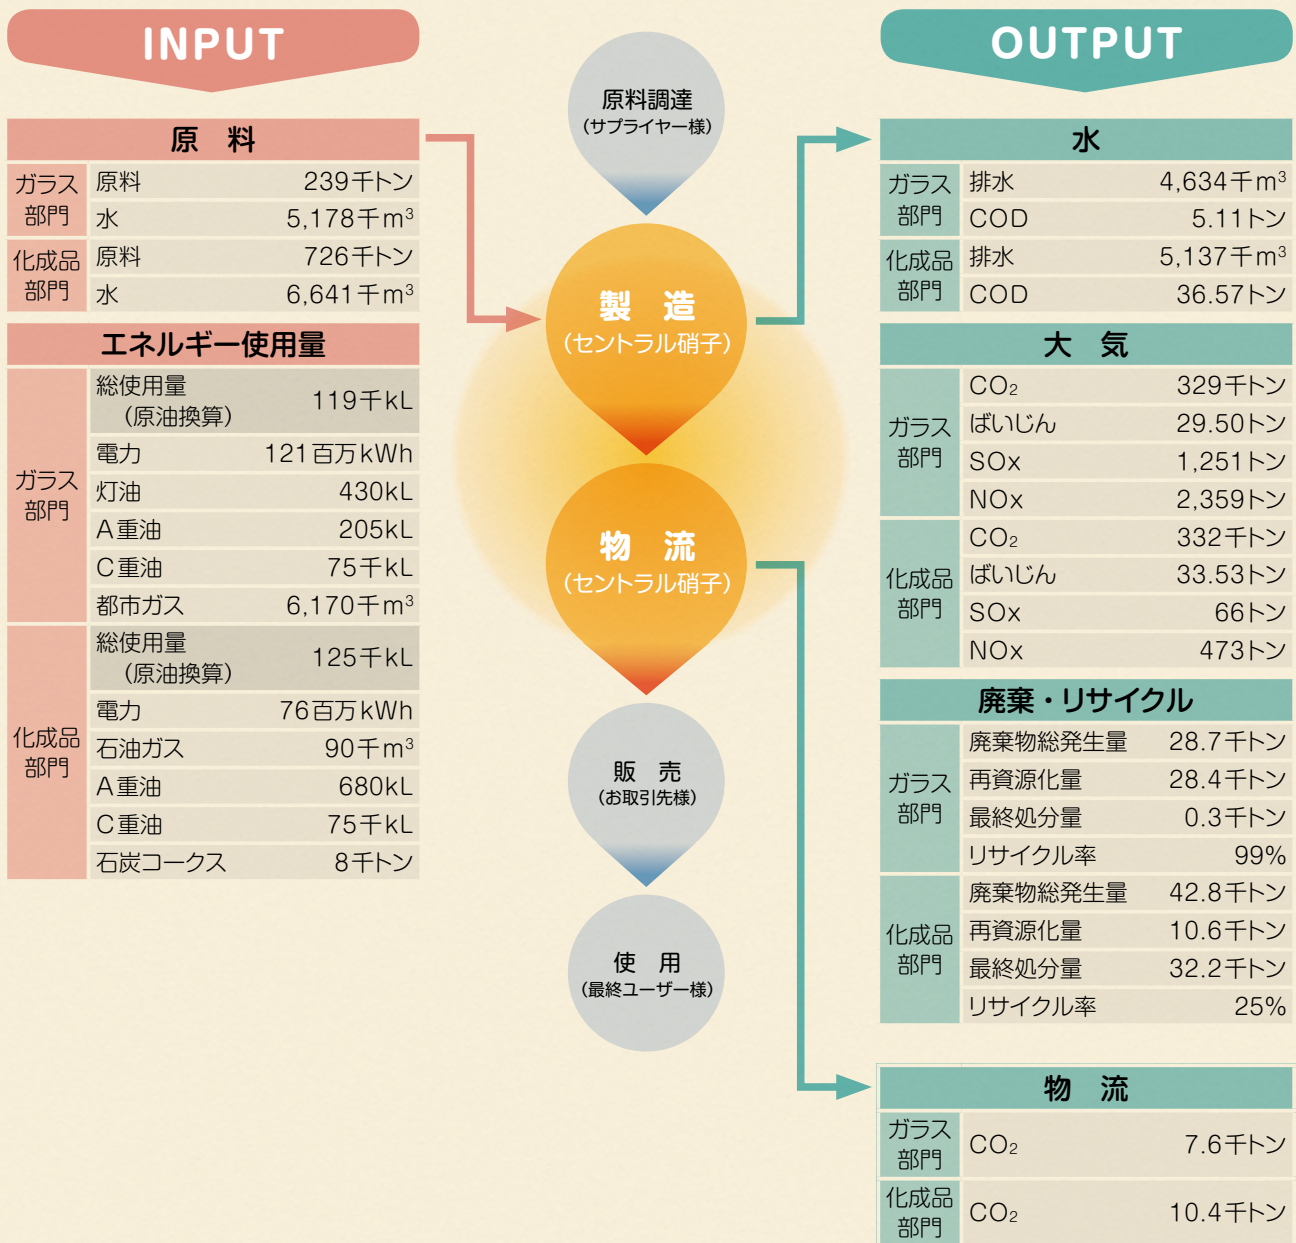 INPUT
原　料
ガラス
部門
原料 239千トン
水 5,178千m³
化成品
部門
原料 726千トン
水 6,641千m³
エネルギー使用量
ガラス
部門
総使用量
（原油換算） 119千kL
電力 121百万kWh
灯油 430kL
A重油 205kL
C重油 75千kL
都市ガス 6,170千m³
化成品
部門
総使用量
（原油換算） 125千kL
電力 76百万kWh
石油ガス 90千m³
A重油 680kL
C重油 75千kL
石炭コークス 8千トン
原料調達
（サプライヤー様）
製　造
（セントラル硝子）
物　流
（セントラル硝子）
販　売
（お取引先様）
使　用
（最終ユーザー様）
OUTPUT
水
ガラス
部門
排水 4,634千m³
COD 5.11トン
化成品
部門
排水 5,137千m³
COD 36.57トン
大　気
ガラス
部門
CO₂ 329千トン
ばいじん 29.50トン
SOx 1,251トン
NOx 2,359トン
化成品
部門
CO₂ 332千トン
ばいじん 33.53トン
SOx 66トン
NOx 473トン
廃棄・リサイクル
ガラス
部門
廃棄物総発生量 28.7千トン
再資源化量 28.4千トン
最終処分量 0.3千トン
リサイクル率 99%
化成品
部門
廃棄物総発生量 42.8千トン
再資源化量 10.6千トン
最終処分量 32.2千トン
リサイクル率 25%
物　流
ガラス
部門
CO₂ 7.6千トン
化成品
部門
CO₂ 10.4千トン